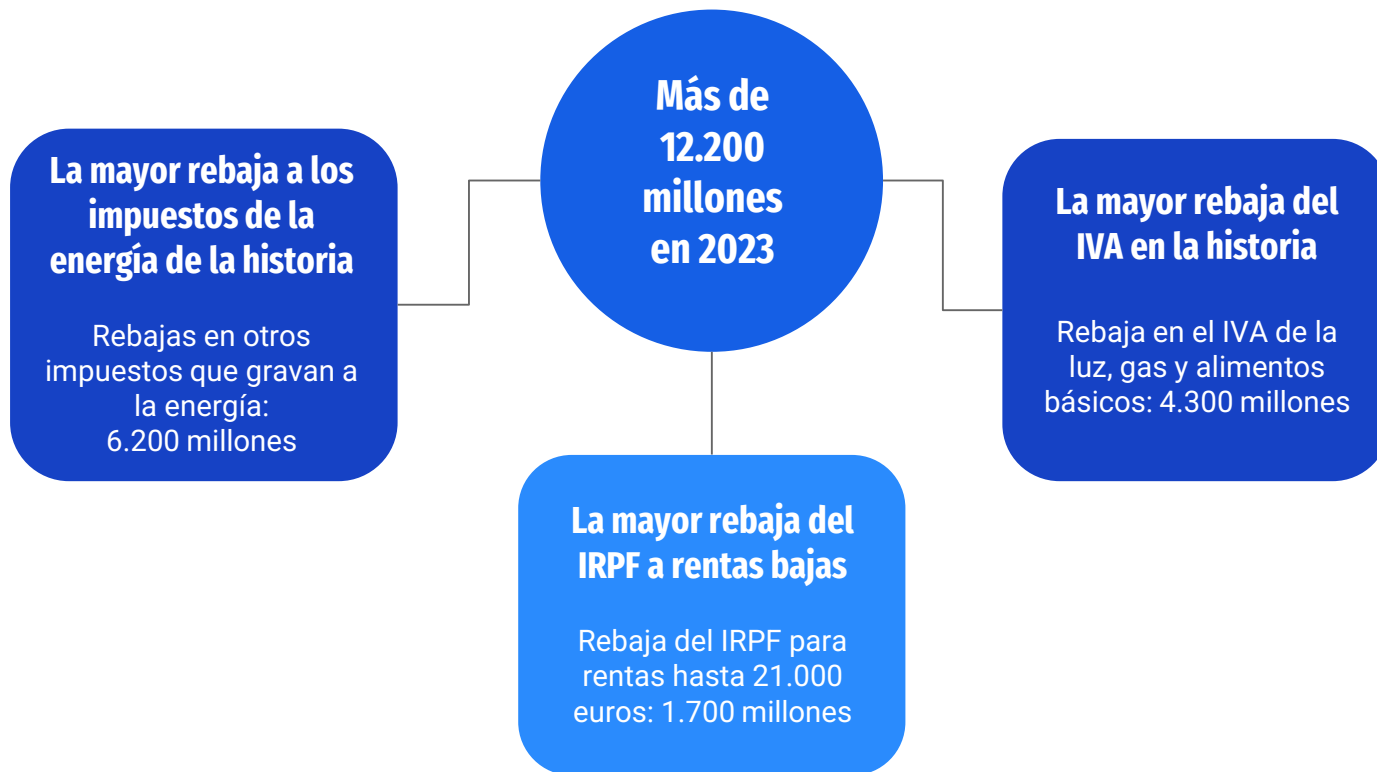 Más de
12.200
millones
en 2023
La mayor rebaja a los
impuestos de la
energía de la historia
Rebajas en otros
impuestos que gravan a
la energía:
6.200 millones
La mayor rebaja del
IVA en la historia
Rebaja en el IVA de la
luz, gas y alimentos
básicos: 4.300 millones
La mayor rebaja del
IRPF a rentas bajas
Rebaja del IRPF para
rentas hasta 21.000
euros: 1.700 millones